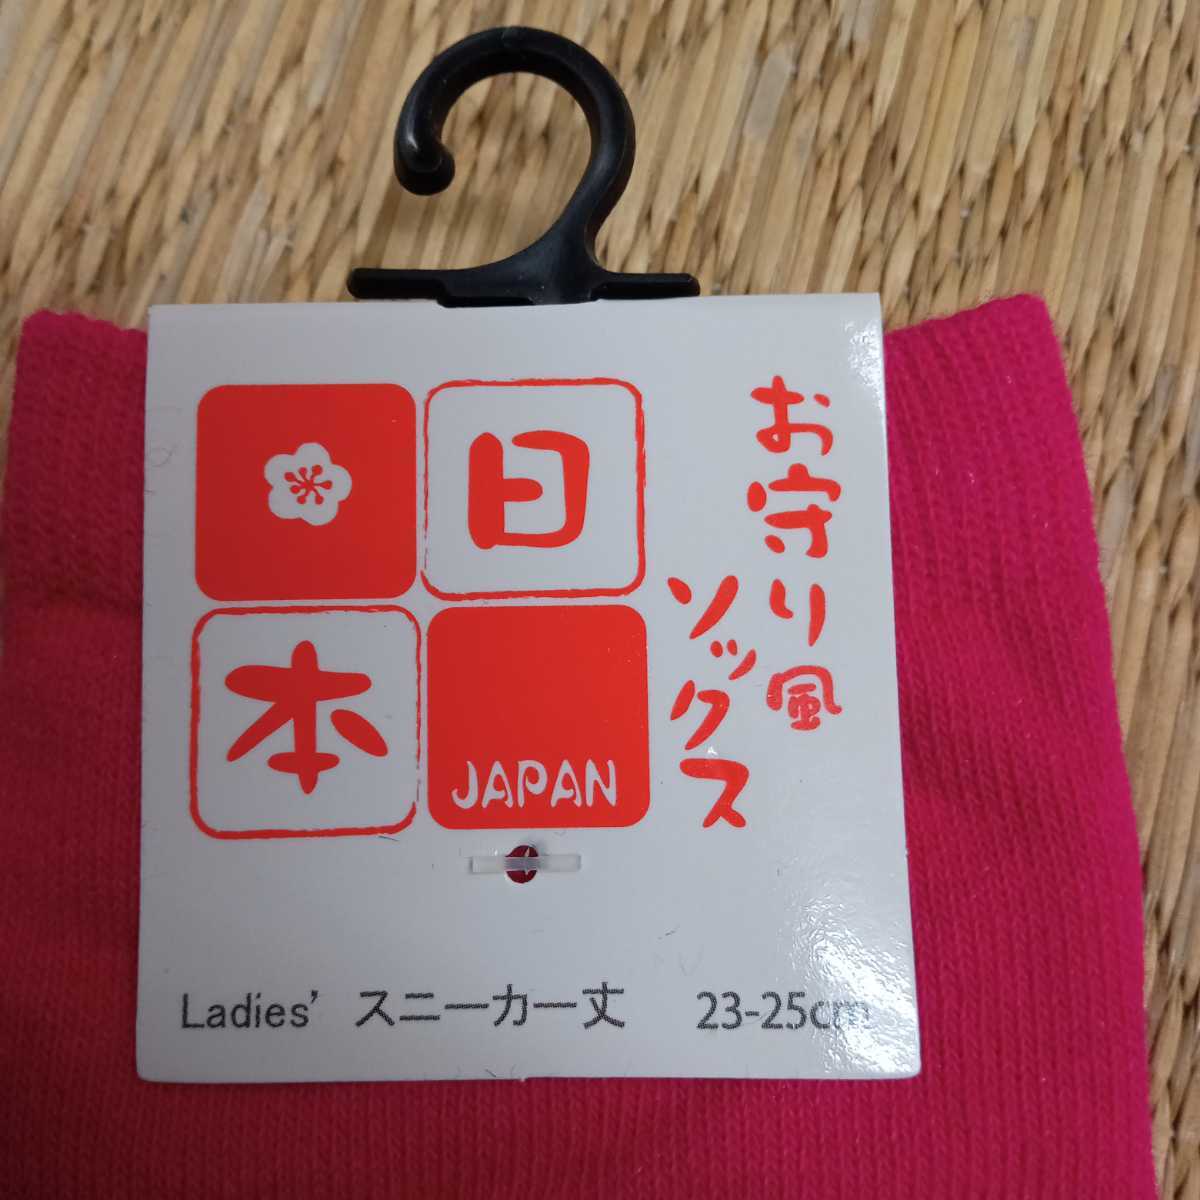 お守り風
ソックス
日
本
JAPAN
Ladies' スニーカー丈 23-25cm